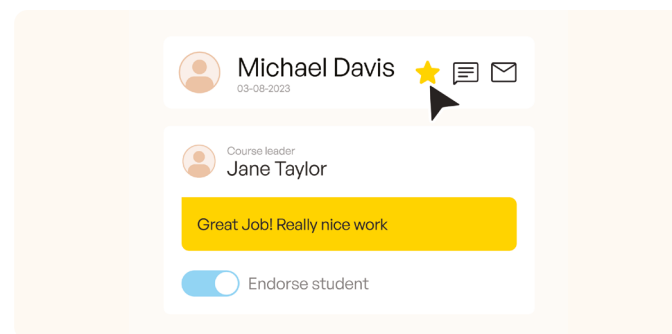 Michael Davis
03-08-2023
Course leader
Jane Taylor
Great Job! Really nice work
Endorse student